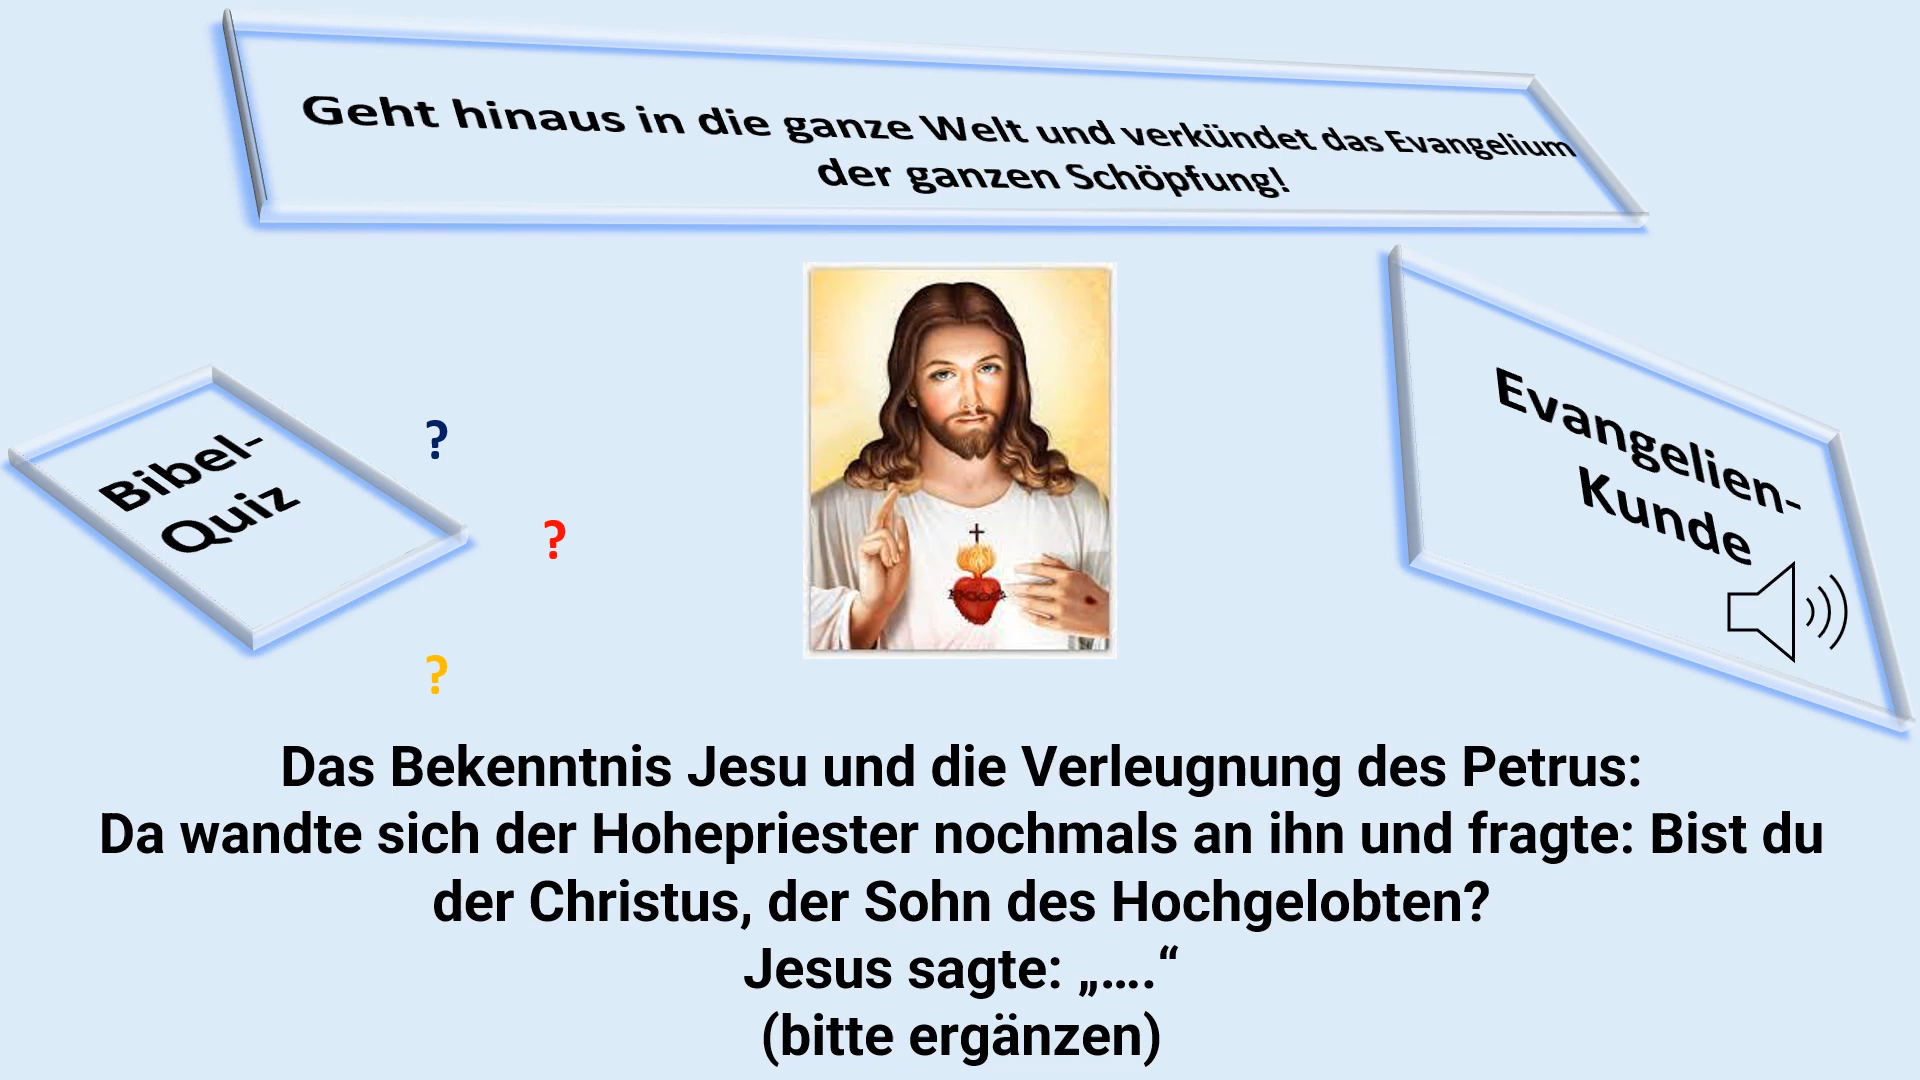 Geht hinaus in die ganze Welt und verkündet das Evangelium
der ganzen Schöpfung!
Bibel-
Quiz
?
?
?
Evangelien-
Kunde
Das Bekenntnis Jesu und die Verleugnung des Petrus:
Da wandte sich der Hohepriester nochmals an ihn und fragte: Bist du
der Christus, der Sohn des Hochgelobten?
Jesus sagte: „….“
(bitte ergänzen)